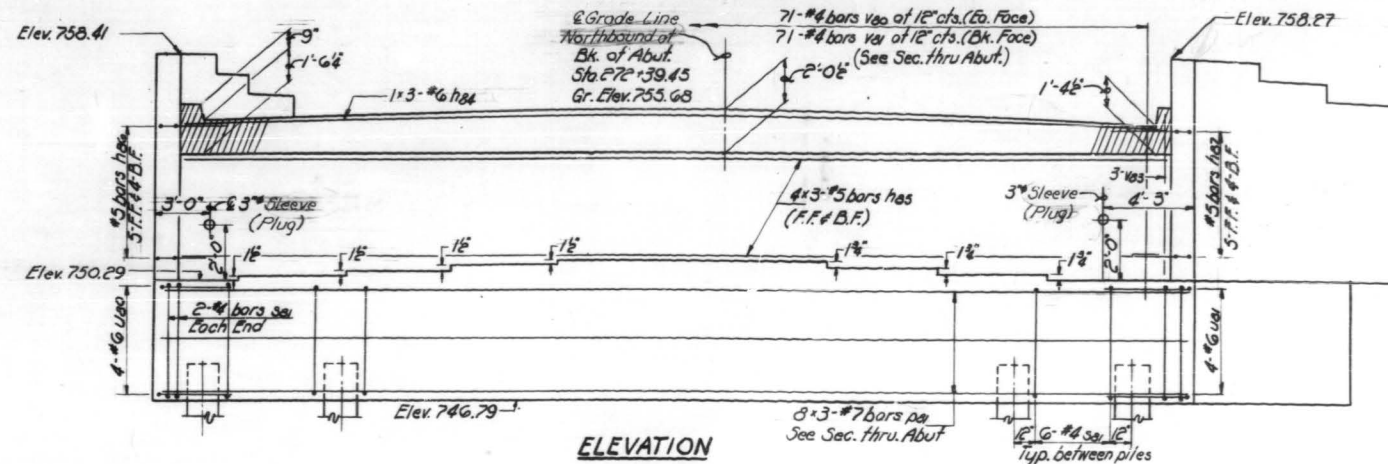 Elev. 758.41
9"
1'-6¼"
1×3-#6 h84
℄ Grade Line
Northbound at
Bk. of Abut.
Sta. 272+39.45
Gr. Elev. 755.68
71-#4 bars v80 at 12" cts. (Ea. Face)
71-#4 bars v81 at 12" cts. (Bk. Face)
(See Sec. thru Abut.)
2'-0½"
1'-4½"
Elev. 758.27
#5 bars h86
5-F.F. & 4-B.F.
3'-0"
℄ 3"ø Sleeve
(Plug)
2'-0"
4×3-#5 bars h85
(F.F. & B.F.)
3"ø Sleeve
(Plug)
4'-3"
2'-0"
3-v83
#5 bars h82
5-F.F. & 4-B.F.
1½"
1½"
1½"
1½"
1¾"
1¾"
1¾"
Elev. 750.29
2-#4 bars s81
Each End
4-#6 u80
4-#6 u81
Elev. 746.79
8×3-#7 bars p81
See Sec. thru. Abut
12"
6-#4 s81
12"
Typ. between piles
ELEVATION